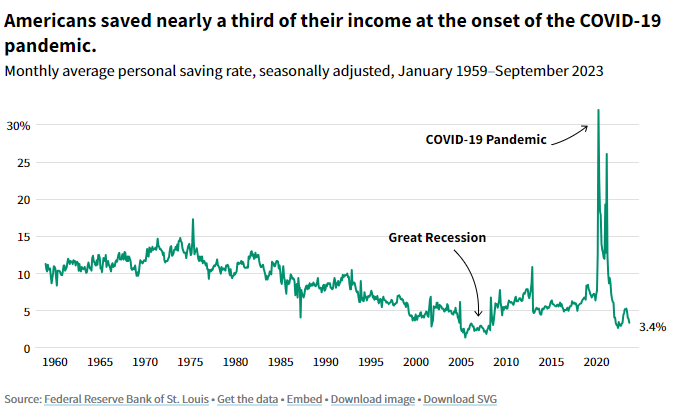 Americans saved nearly a third of their income at the onset of the COVID-19
pandemic.
Monthly average personal saving rate, seasonally adjusted, January 1959–September 2023
30%
COVID-19 Pandemic
25
20
15
Great Recession
10
5
3.4%
0
1960 1965 1970 1975 1980 1985 1990 1995 2000 2005 2010 2015 2020
Source: Federal Reserve Bank of St. Louis • Get the data • Embed • Download image • Download SVG